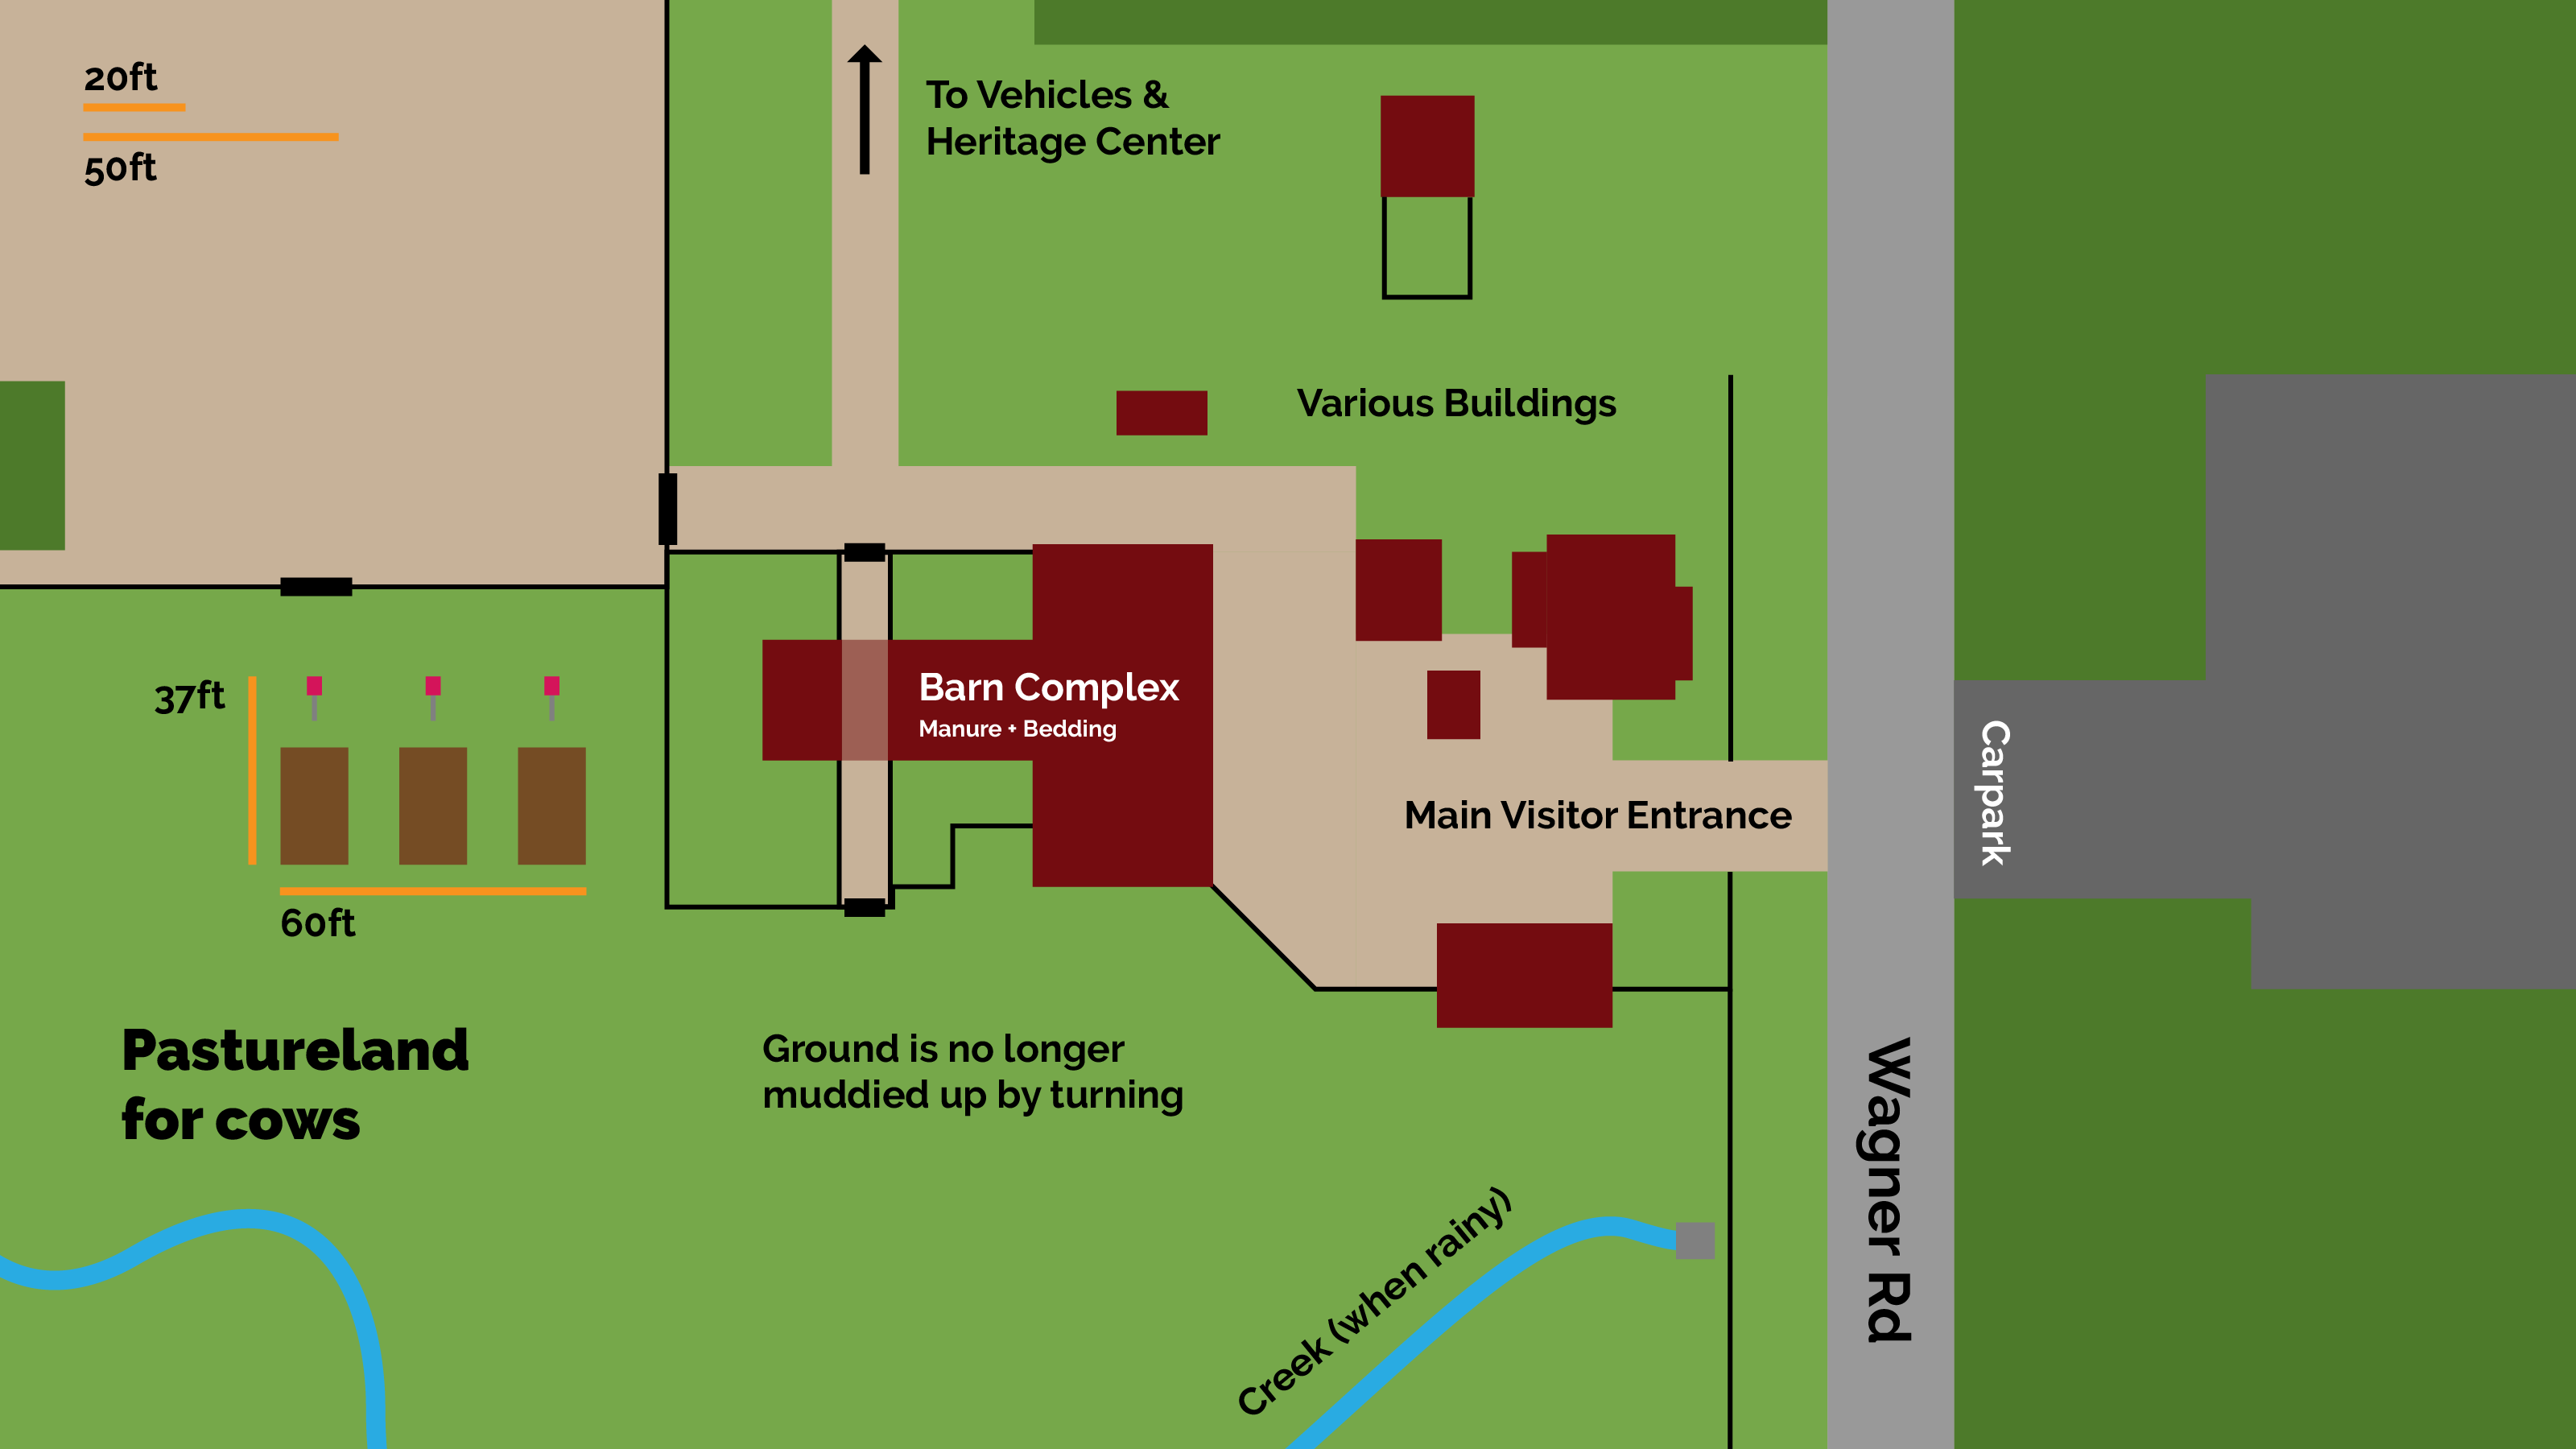 20ft
50ft
To Vehicles &
Heritage Center
Various Buildings
37ft
Barn Complex
Manure + Bedding
Main Visitor Entrance
Carpark
60ft
Pastureland
for cows
Ground is no longer
muddied up by turning
Creek (when rainy)
Wagner Rd